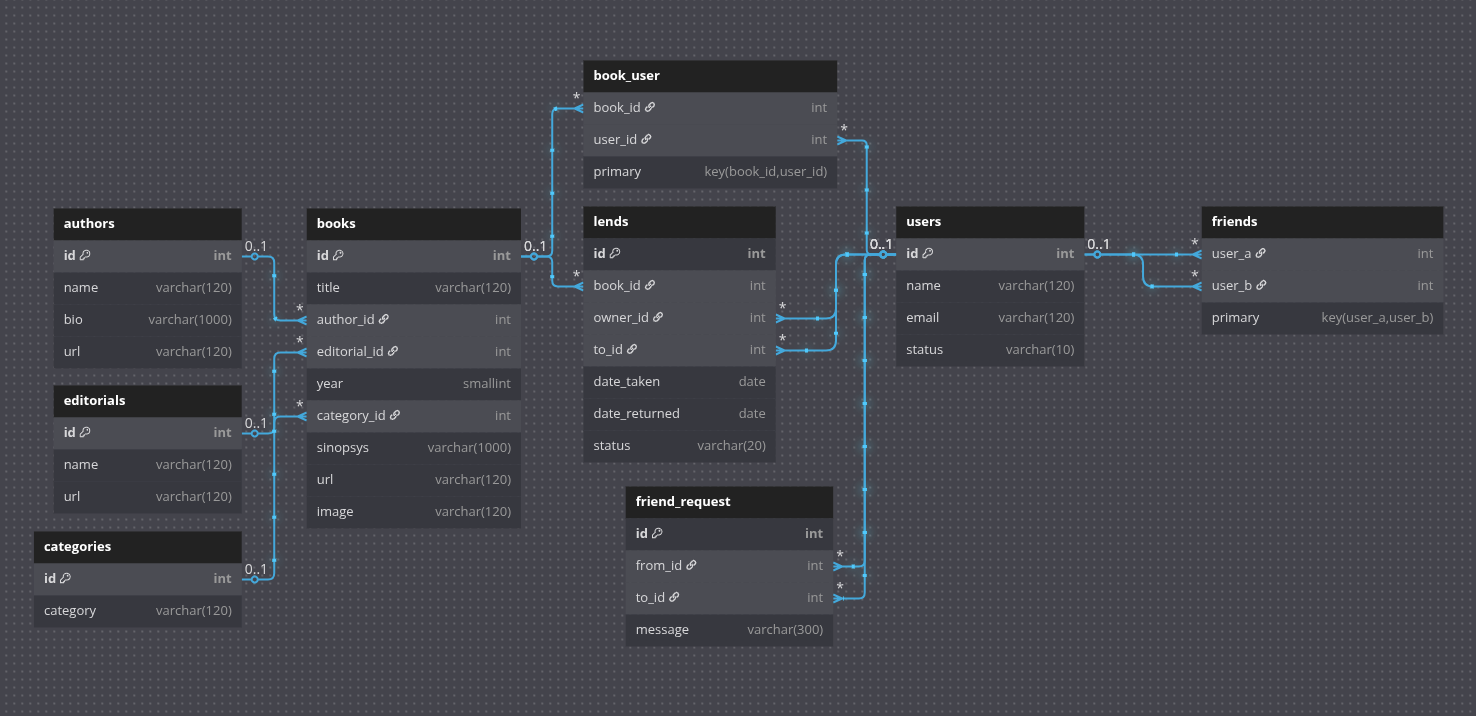 book_user
book_id int
user_id int
primary key(book_id,user_id)
authors
id int
name varchar(120)
bio varchar(1000)
url varchar(120)
books
id int
title varchar(120)
author_id int
editorial_id int
year smallint
category_id int
sinopsys varchar(1000)
url varchar(120)
image varchar(120)
lends
id int
book_id int
owner_id int
to_id int
date_taken date
date_returned date
status varchar(20)
users
id int
name varchar(120)
email varchar(120)
status varchar(10)
friends
user_a int
user_b int
primary key(user_a,user_b)
editorials
id int
name varchar(120)
url varchar(120)
categories
id int
category varchar(120)
friend_request
id int
from_id int
to_id int
message varchar(300)
0..1
0..1
0..1
0..1
0..1
0..1
*
*
*
*
*
*
*
*
*
*
*